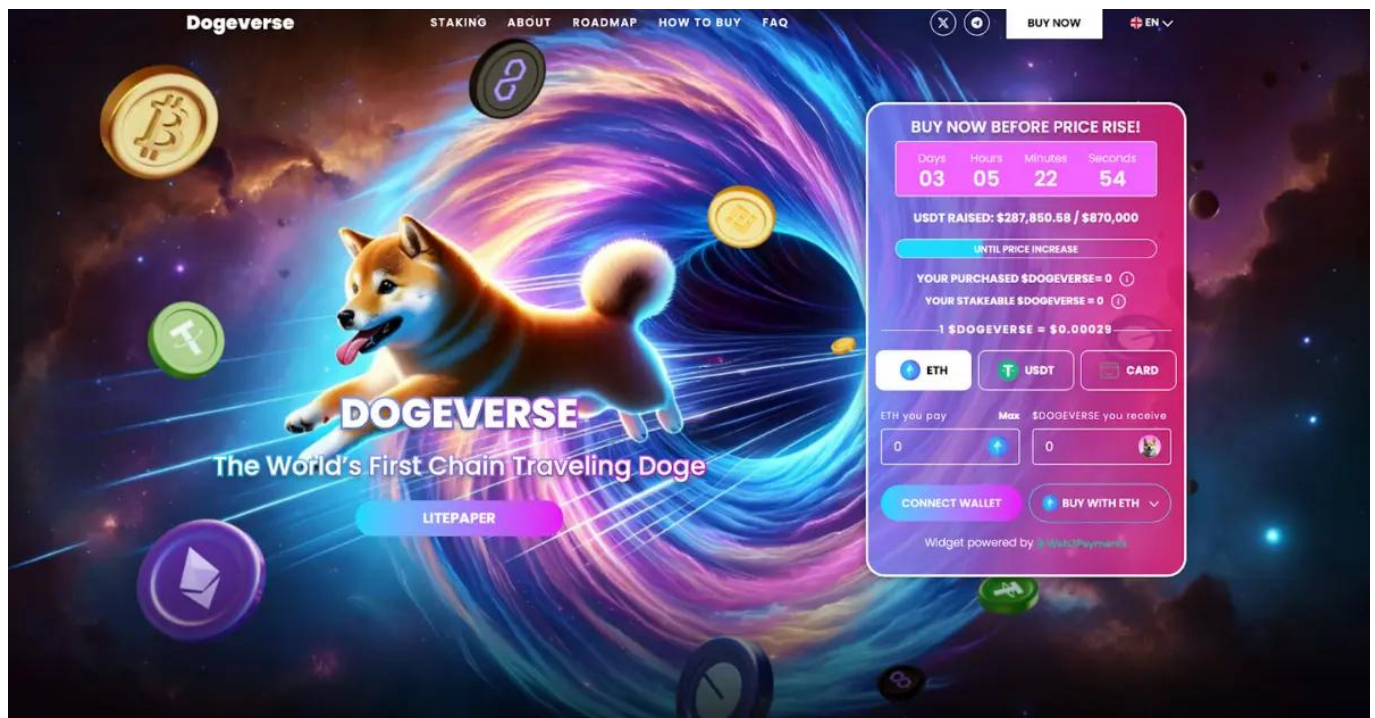 Dogeverse
STAKING ABOUT ROADMAP HOW TO BUY FAQ
BUY NOW
EN
BUY NOW BEFORE PRICE RISE!
Days Hours Minutes Seconds
03 05 22 54
USDT RAISED: $287,850.58 / $870,000
UNTIL PRICE INCREASE
YOUR PURCHASED $DOGEVERSE= 0
YOUR STAKEABLE $DOGEVERSE = 0
1 $DOGEVERSE = $0.00029
ETH USDT CARD
ETH you pay Max $DOGEVERSE you receive
0 0
CONNECT WALLET BUY WITH ETH
Widget powered by Web3Payments
DOGEVERSE
The World's First Chain Traveling Doge
LITEPAPER